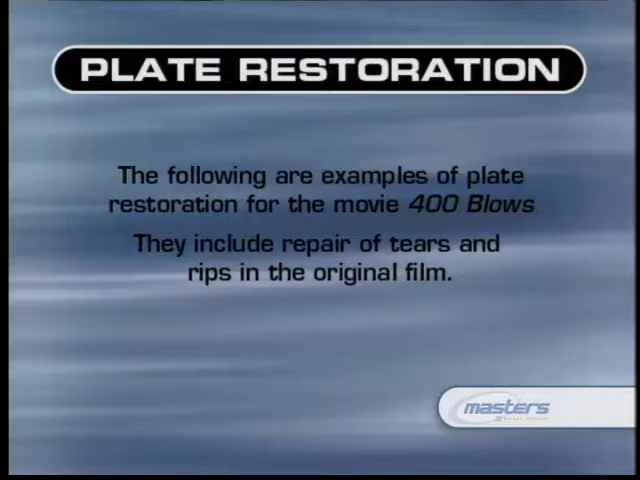 PLATE RESTORATION
The following are examples of plate
restoration for the movie 400 Blows
They include repair of tears and
rips in the original film.
masters